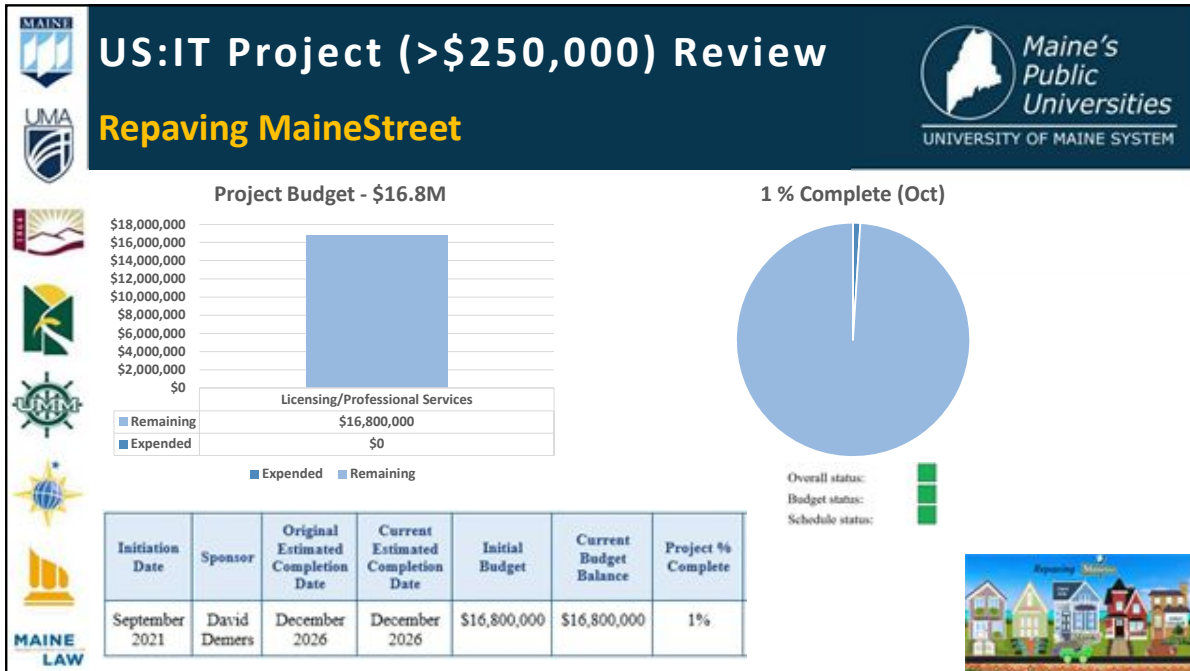 MAINE
US:IT Project (>$250,000) Review
Repaving MaineStreet
Maine's
Public
Universities
UNIVERSITY OF MAINE SYSTEM
UMA
1864
UMM
MAINE
LAW
Project Budget - $16.8M
$18,000,000
$16,000,000
$14,000,000
$12,000,000
$10,000,000
$8,000,000
$6,000,000
$4,000,000
$2,000,000
$0
Licensing/Professional Services
Remaining $16,800,000
Expended $0
Expended Remaining
1 % Complete (Oct)
Overall status:
Budget status:
Schedule status:
Initiation Date Sponsor Original Estimated Completion Date Current Estimated Completion Date Initial Budget Current Budget Balance Project % Complete
September 2021 David Demers December 2026 December 2026 $16,800,000 $16,800,000 1%
Repaving